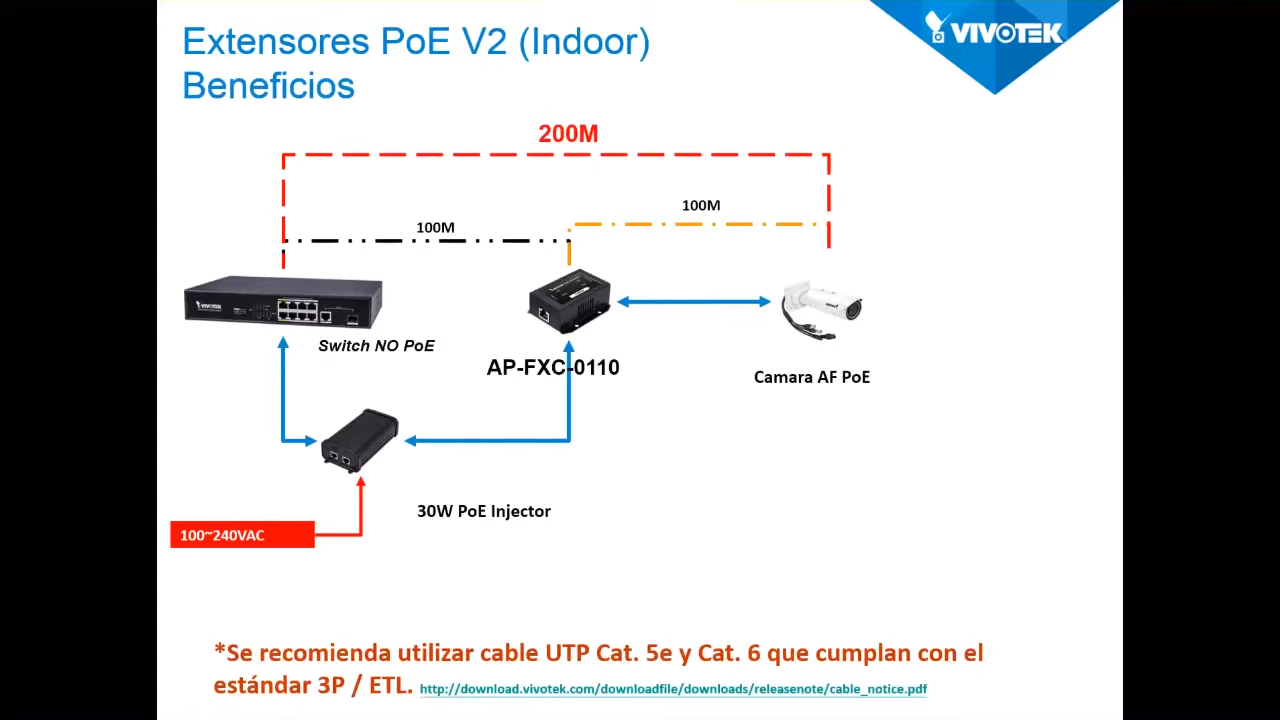 Extensores PoE V2 (Indoor)
Beneficios
VIVOTEK
200M
100M
100M
VIVOTEK
Switch NO PoE
AP-FXC-0110
Camara AF PoE
30W PoE Injector
100~240VAC
*Se recomienda utilizar cable UTP Cat. 5e y Cat. 6 que cumplan con el
estándar 3P / ETL. http://download.vivotek.com/downloadfile/downloads/releasenote/cable_notice.pdf